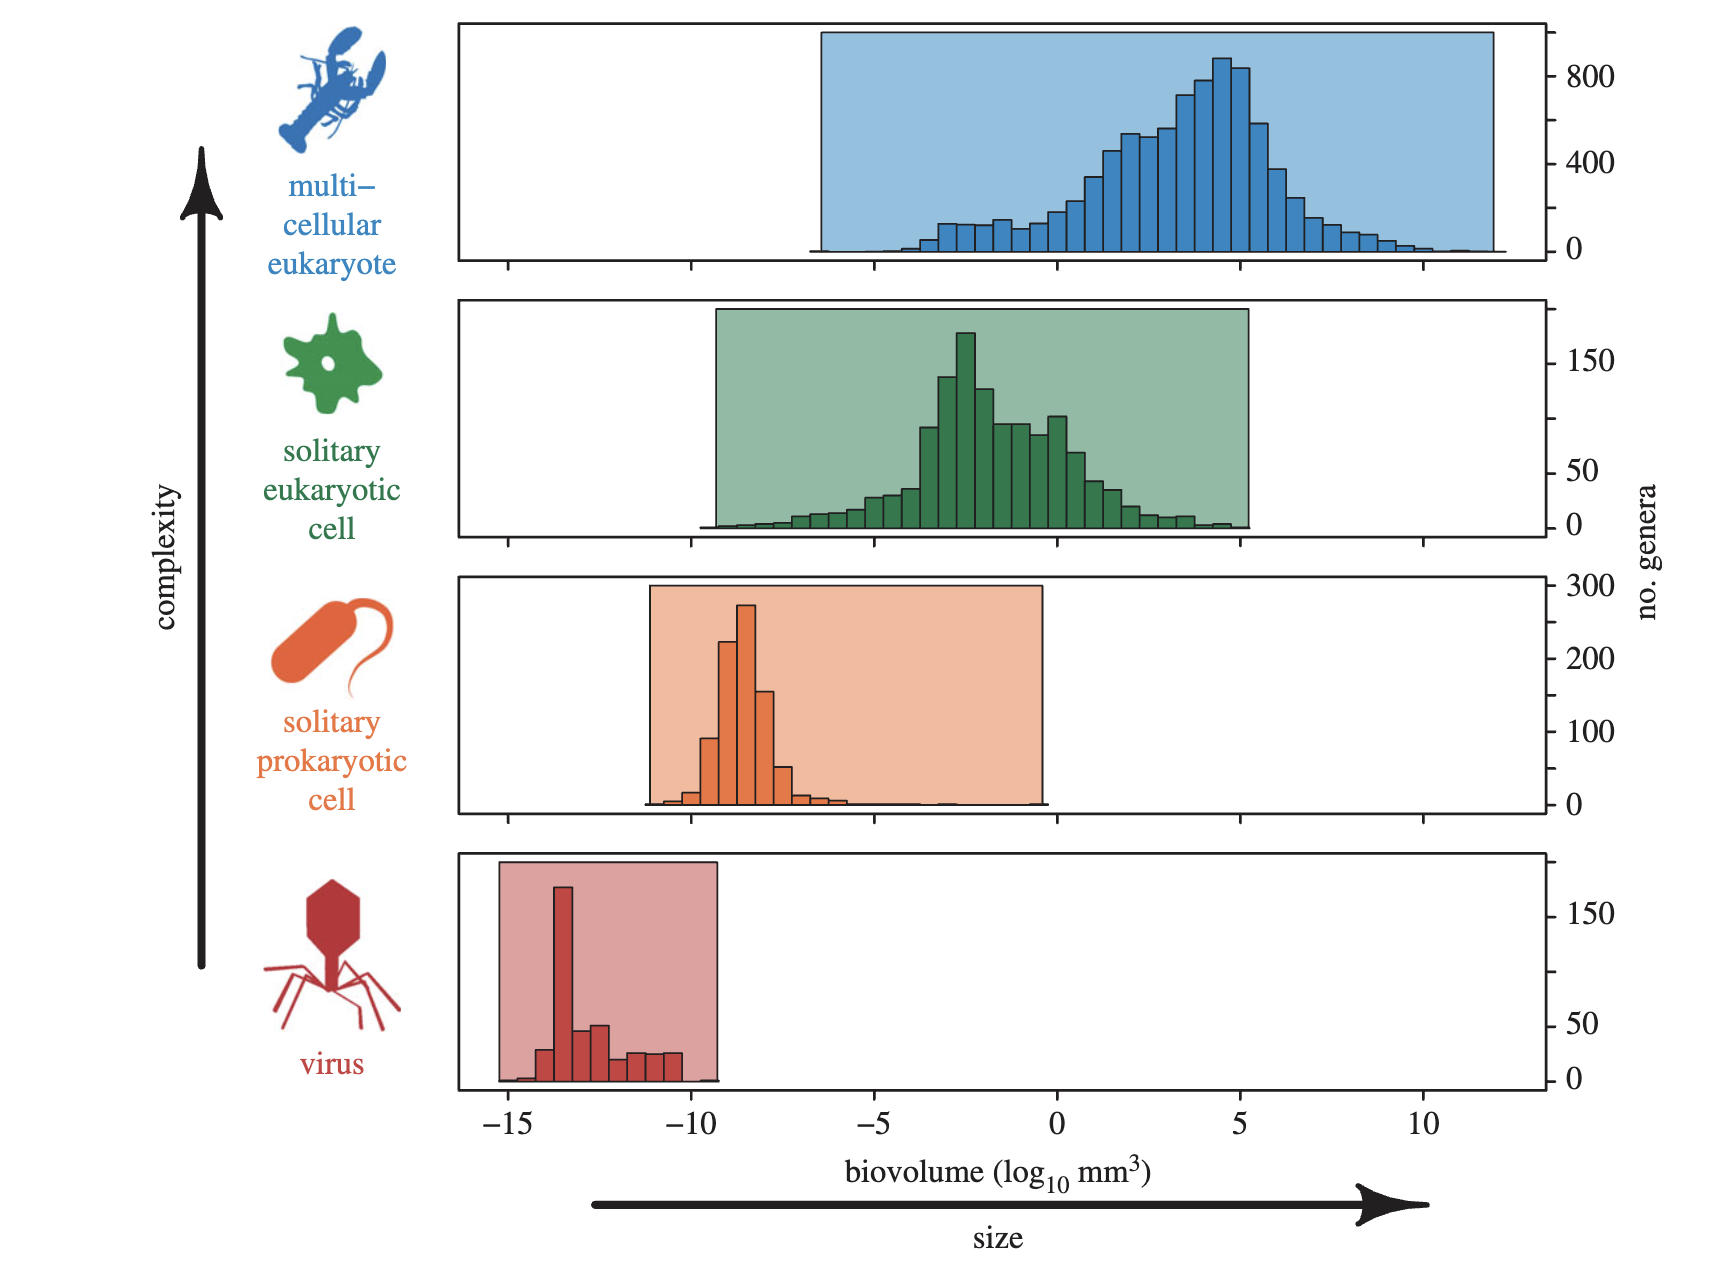 multi–
cellular
eukaryote
800
400
0
solitary
eukaryotic
cell
150
50
0
solitary
prokaryotic
cell
300
200
100
0
virus
150
50
0
complexity
no. genera
–15 –10 –5 0 5 10
biovolume (log10 mm3)
size